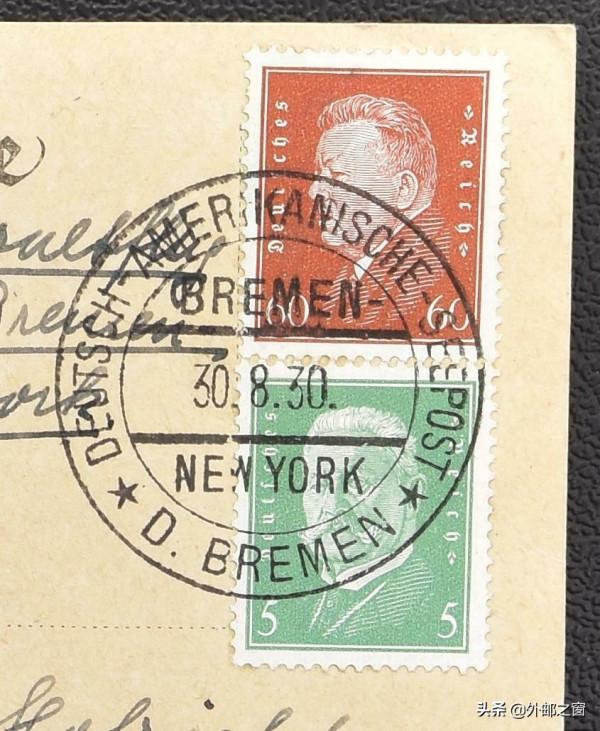 Deutsches Reich
60 60
DEUTSCH-AMERIKANISCHE-SEEPOST
BREMEN-
30.8.30.
NEW YORK
★ D. BREMEN ★
Bremen
Deutsches Reich
5 5
头条 @外邮之窗